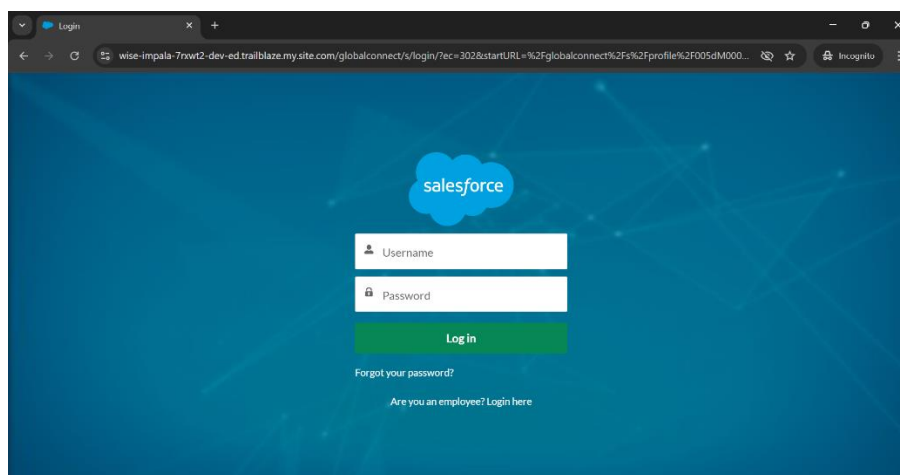 Login
wise-impala-7rxwt2-dev-ed.trailblaze.my.site.com/globalconnect/s/login/?ec=302&startURL=%2Fglobalconnect%2Fs%2Fprofile%2F005dM000...
Incognito
salesforce
Username
Password
Log in
Forgot your password?
Are you an employee? Login here